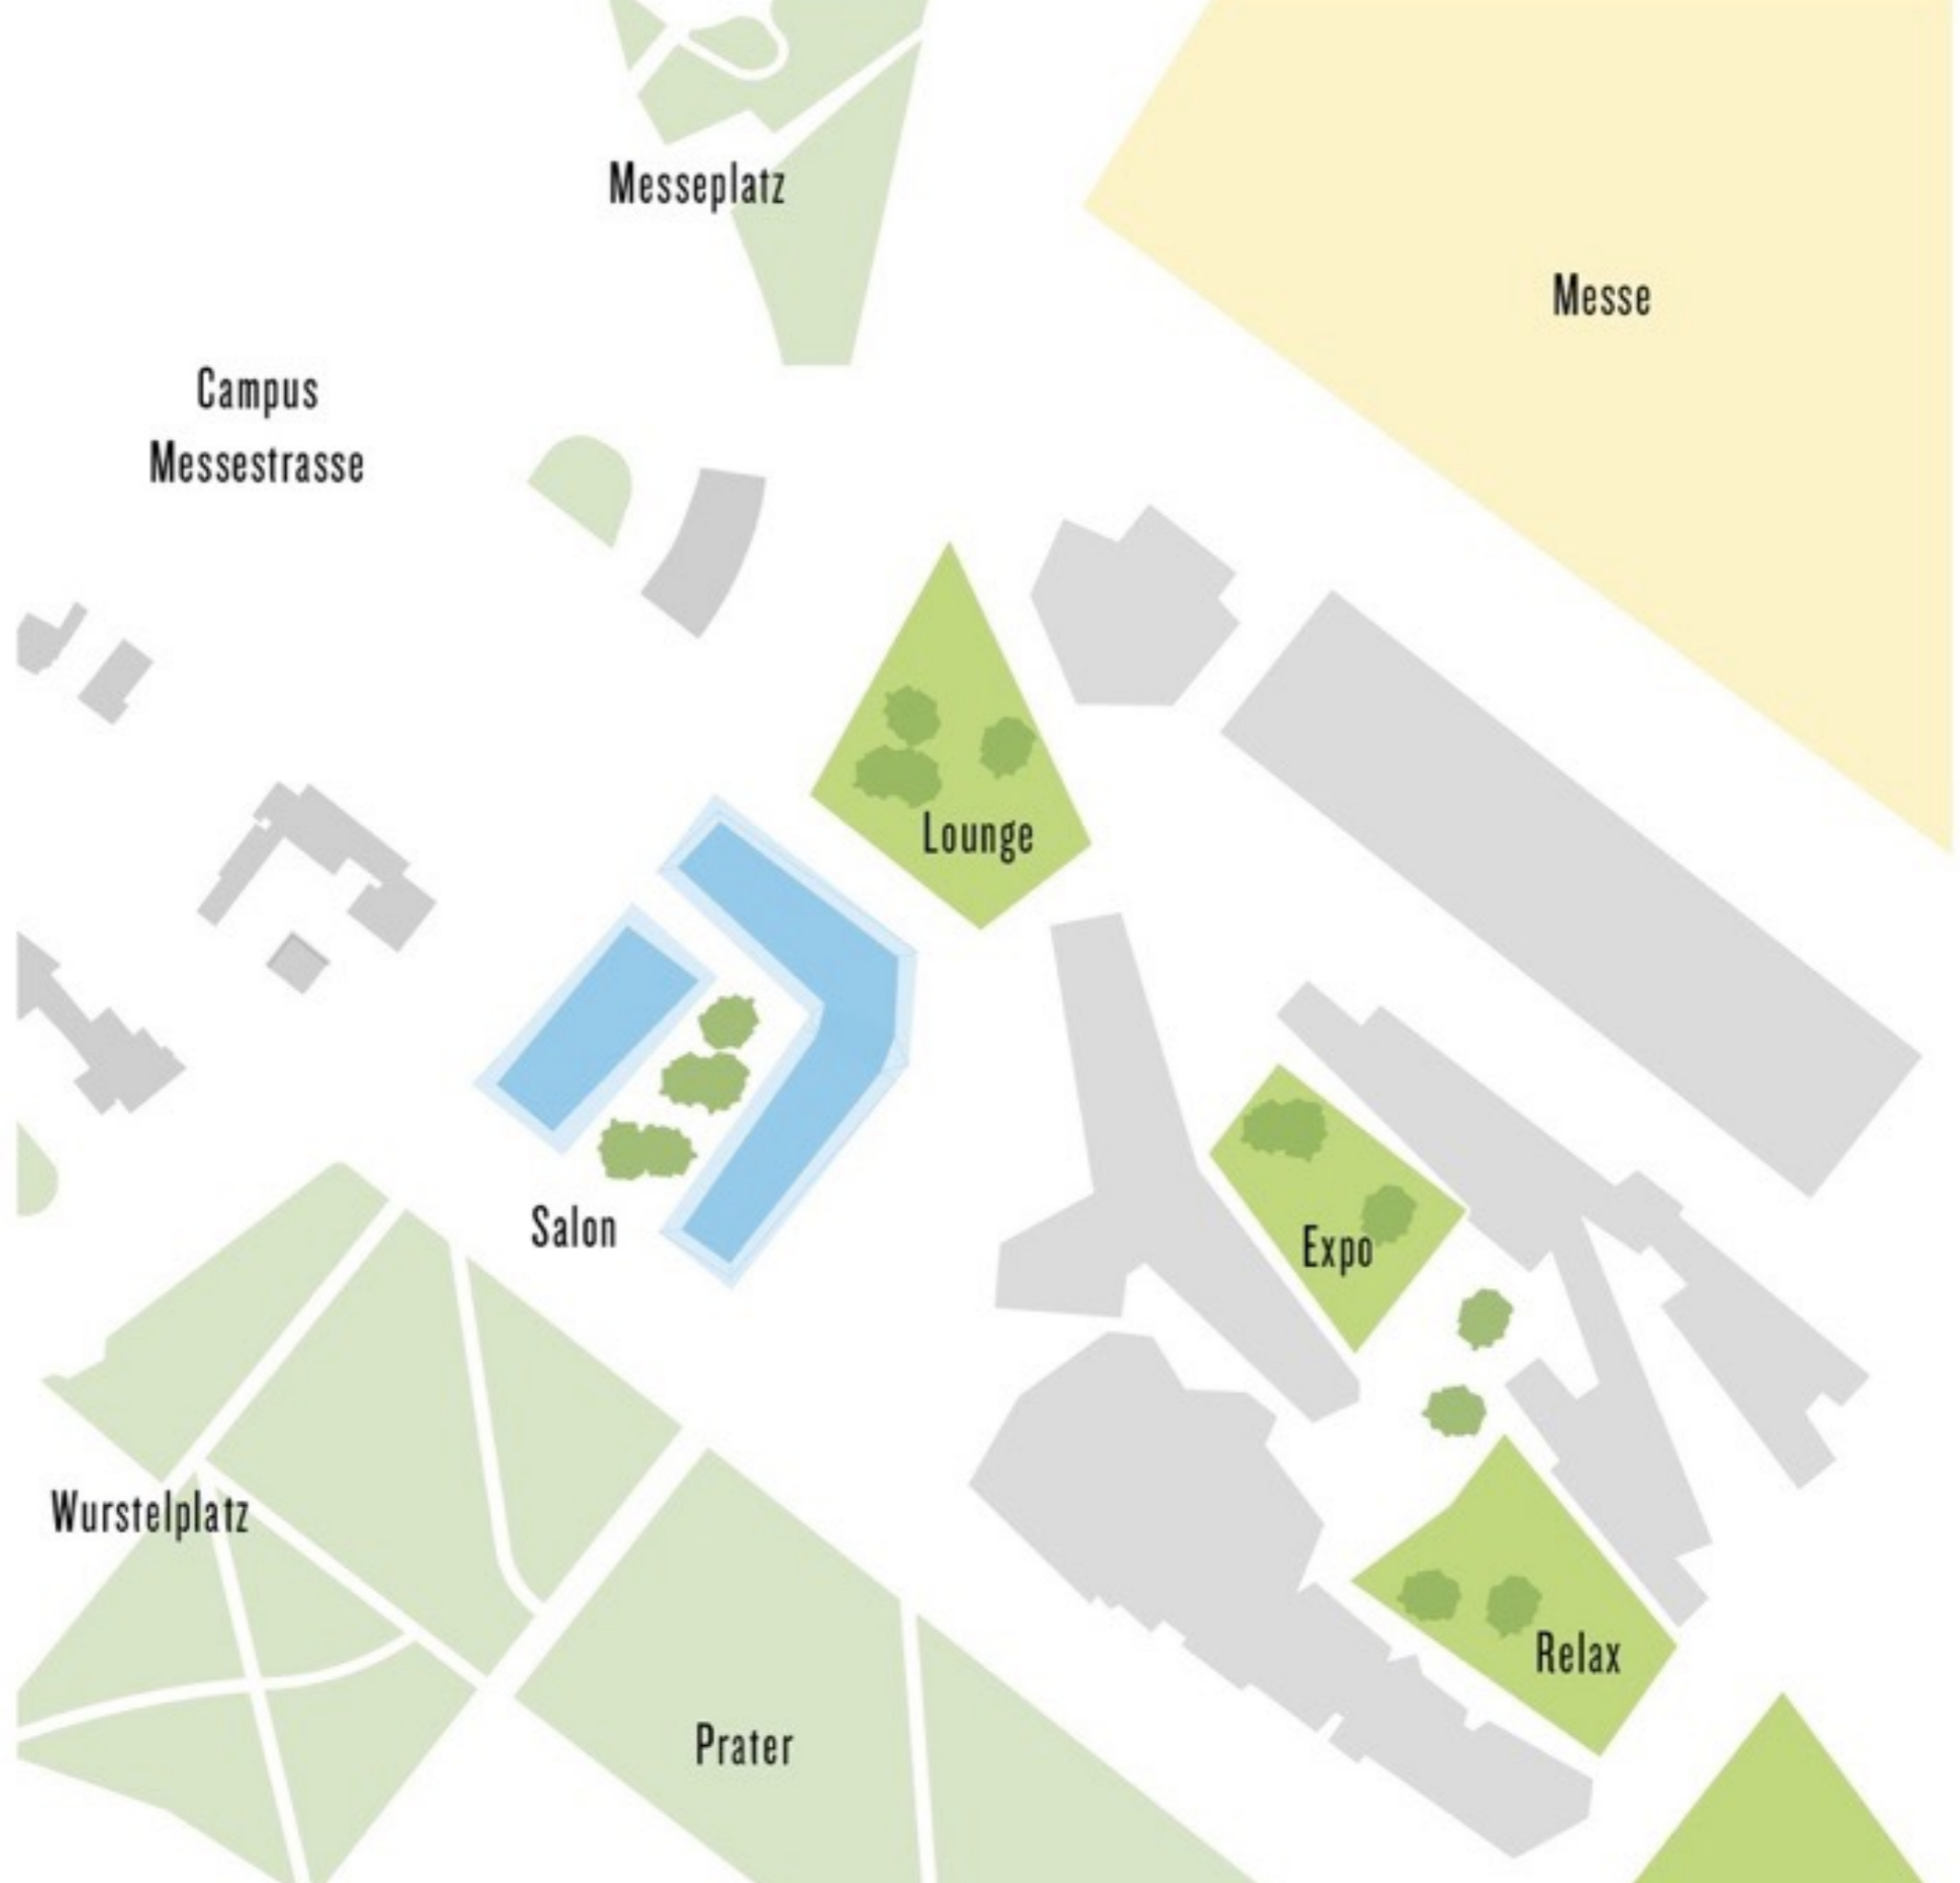 Messeplatz
Messe
Campus
Messestrasse
Lounge
Salon
Expo
Wurstelplatz
Relax
Prater